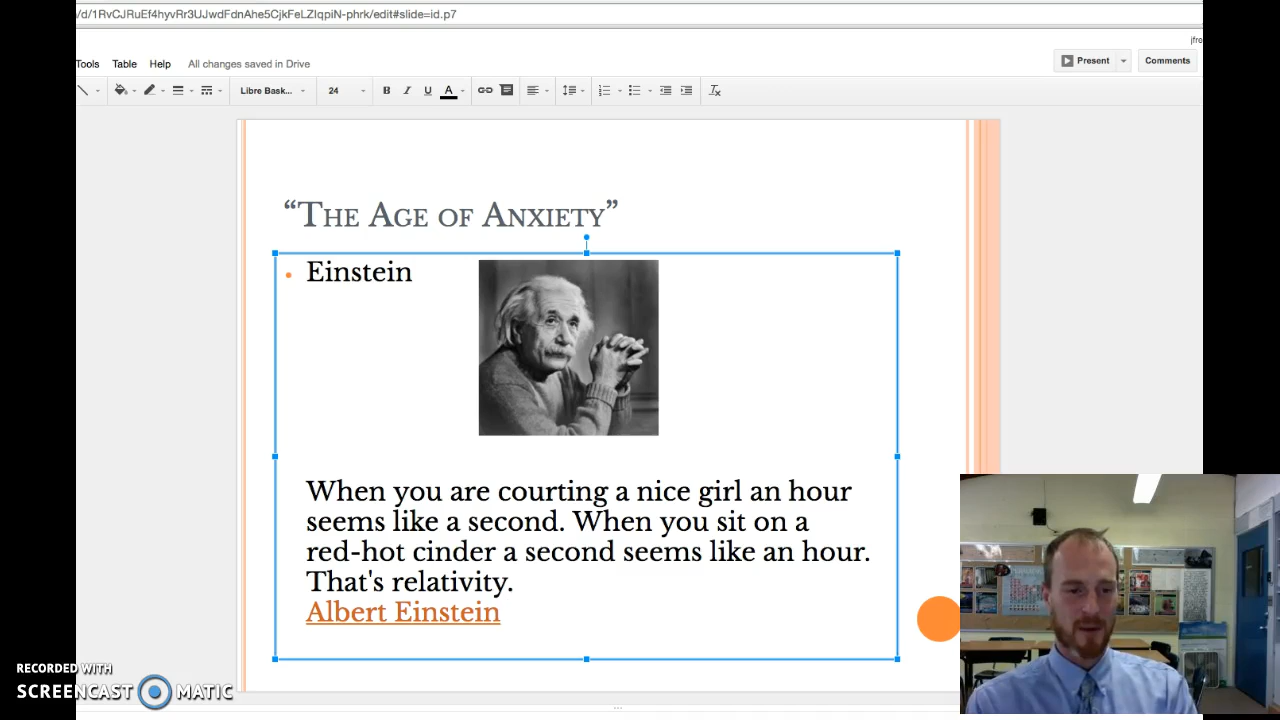 /d/1RvCJRuEf4hyvRr3UJwdFdnAhe5CjkFeLZIqpiN-phrk/edit#slide=id.p7
jfre
Tools Table Help All changes saved in Drive
Present Comments
Libre Bask... 24 B I U A
“The Age of Anxiety”
• Einstein
When you are courting a nice girl an hour
seems like a second. When you sit on a
red-hot cinder a second seems like an hour.
That's relativity.
Albert Einstein
RECORDED WITH
SCREENCAST MATIC